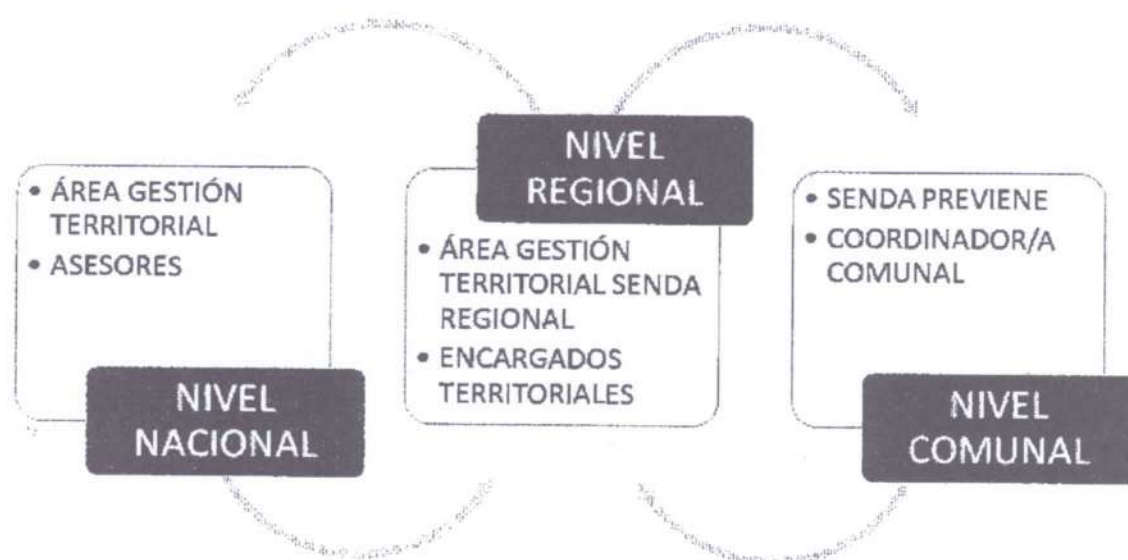 • ÁREA GESTIÓN
TERRITORIAL
• ASESORES
NIVEL
NACIONAL
NIVEL
REGIONAL
• ÁREA GESTIÓN
TERRITORIAL SENDA
REGIONAL
• ENCARGADOS
TERRITORIALES
• SENDA PREVIENE
• COORDINADOR/A
COMUNAL
NIVEL
COMUNAL